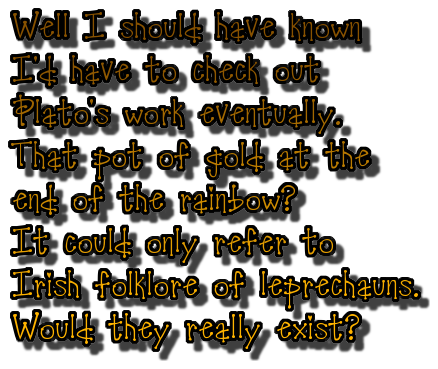 Well I should have known
I'd have to check out
Plato's work eventually.
That pot of gold at the
end of the rainbow?
It could only refer to
Irish folklore of leprechauns.
Would they really exist?